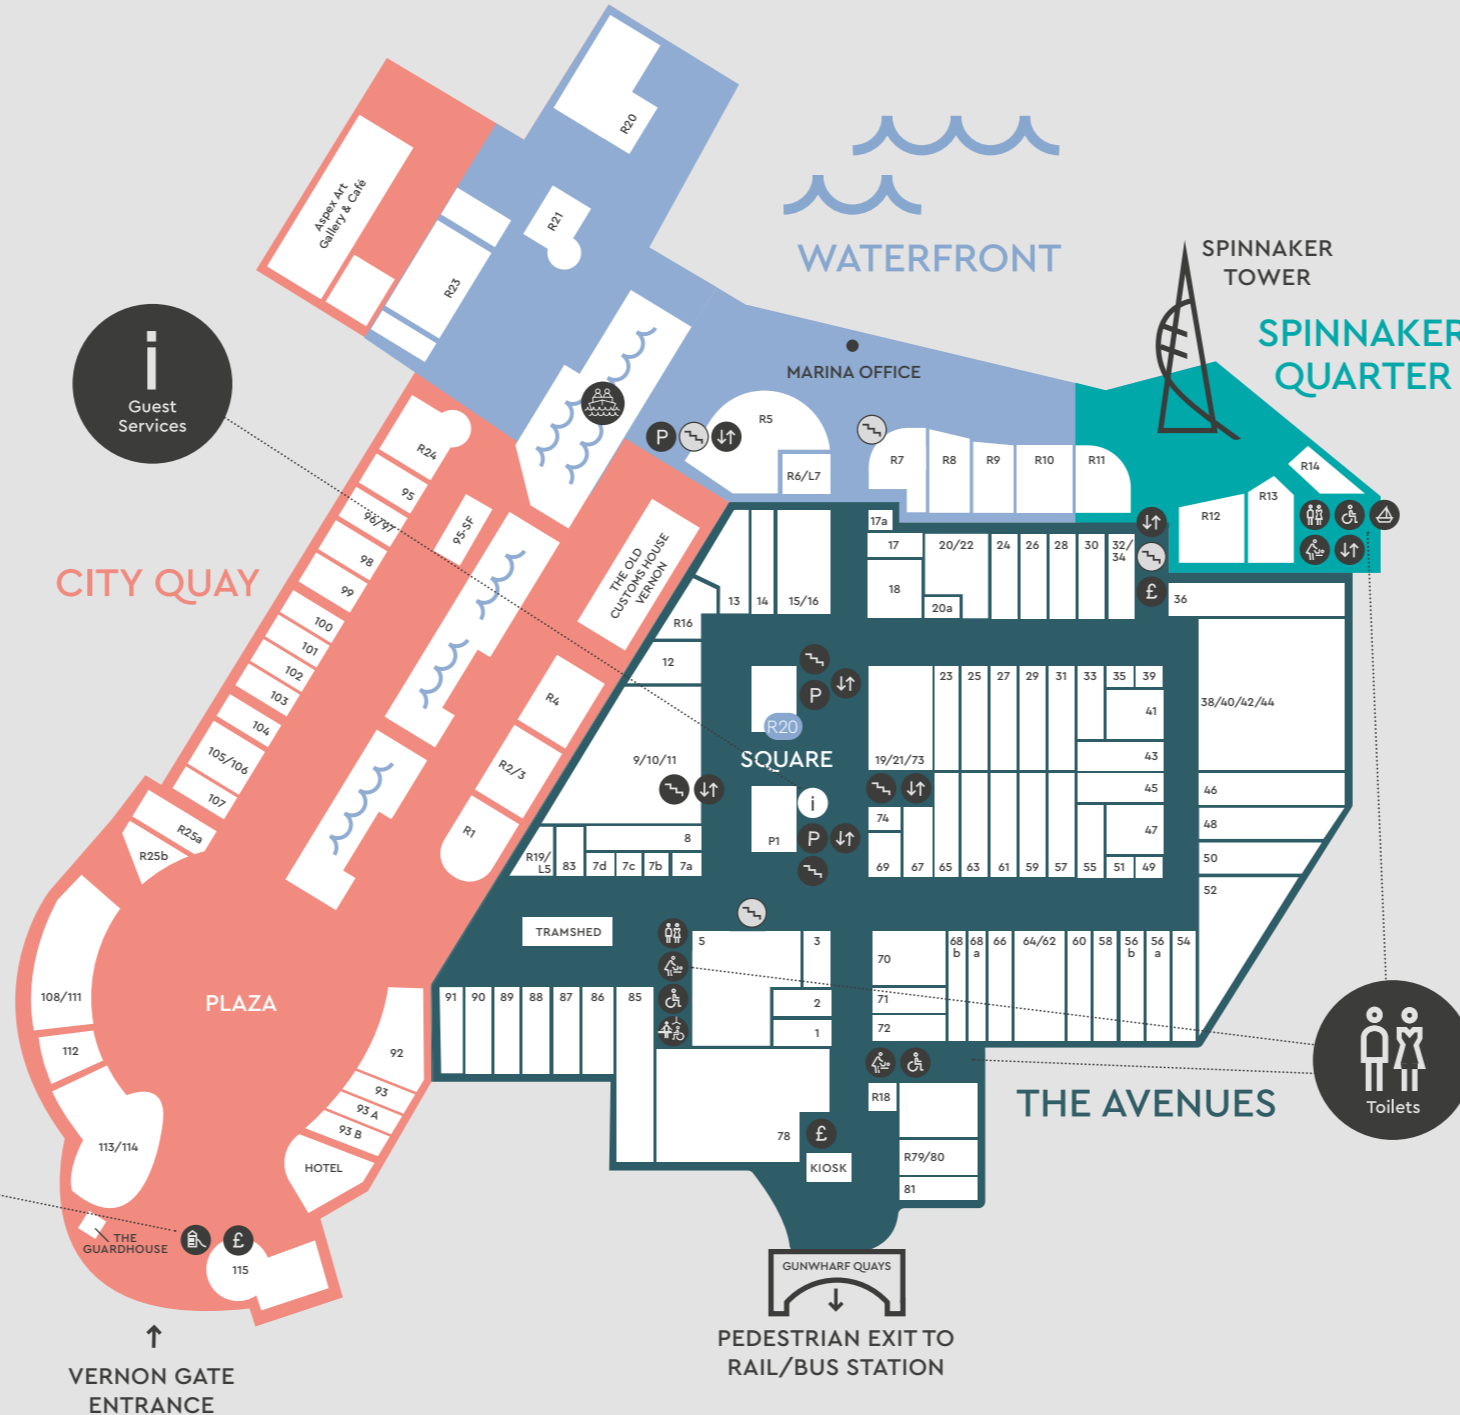 WATERFRONT
SPINNAKER
TOWER
SPINNAKER
QUARTER
MARINA OFFICE
Aspex Art
Gallery & Café
R20
R21
R23
i
Guest
Services
P
R5
R6/L7
R7
R8
R9
R10
R11
R12
R13
R14
CITY QUAY
R24
95
96/97
98
99
100
101
102
103
104
105/106
107
R25a
R25b
95-SF
THE OLD
CUSTOMS HOUSE
VERNON
R4
R2/3
R1
13
14
15/16
R16
12
9/10/11
8
R19/
L5
83
7d
7c
7b
7a
17a
17
18
20/22
20a
24
26
28
30
32/
34
£
36
38/40/42/44
46
48
50
52
P
R20
SQUARE
i
P1
P
19/21/73
23
25
27
29
31
33
35
39
41
43
45
47
74
69
67
65
63
61
59
57
55
51
49
TRAMSHED
5
3
2
1
70
71
72
68
b
68
a
66
64/62
60
58
56
b
56
a
54
91
90
89
88
87
86
85
78
£
KIOSK
R18
R79/80
81
THE AVENUES
Toilets
PLAZA
108/111
112
113/114
92
93
93 A
93 B
HOTEL
THE
GUARDHOUSE
£
115
GUNWHARF QUAYS
PEDESTRIAN EXIT TO
RAIL/BUS STATION
VERNON GATE
ENTRANCE